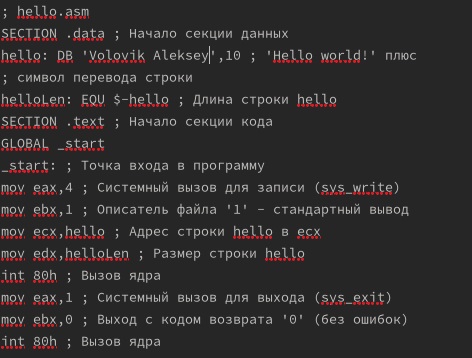 ; hello.asm
SECTION .data ; Начало секции данных
hello: DB 'Volovik Aleksey',10 ; 'Hello world!' плюс
; символ перевода строки
helloLen: EQU $-hello ; Длина строки hello
SECTION .text ; Начало секции кода
GLOBAL _start
_start: ; Точка входа в программу
mov eax,4 ; Системный вызов для записи (sys_write)
mov ebx,1 ; Описатель файла '1' - стандартный вывод
mov ecx,hello ; Адрес строки hello в ecx
mov edx,helloLen ; Размер строки hello
int 80h ; Вызов ядра
mov eax,1 ; Системный вызов для выхода (sys_exit)
mov ebx,0 ; Выход с кодом возврата '0' (без ошибок)
int 80h ; Вызов ядра